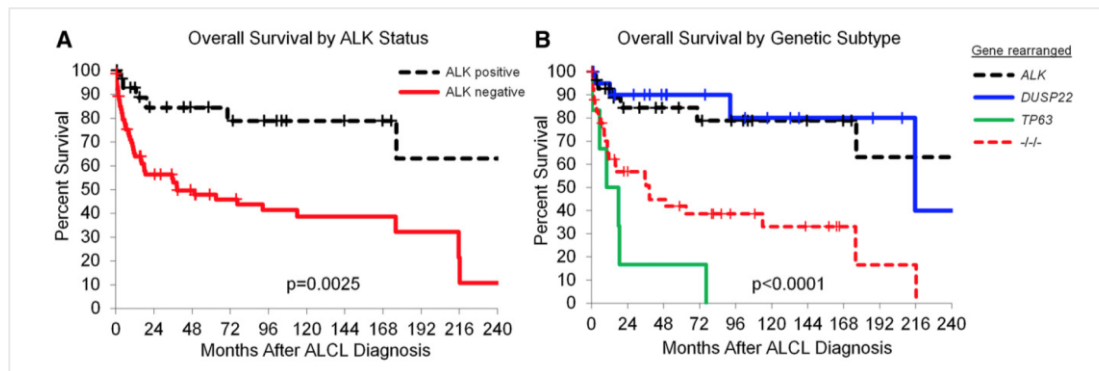 A
Overall Survival by ALK Status
Percent Survival
100
90
80
70
60
50
40
30
20
10
0
ALK positive
ALK negative
p=0.0025
0 24 48 72 96 120 144 168 192 216 240
Months After ALCL Diagnosis
B
Overall Survival by Genetic Subtype
Percent Survival
100
90
80
70
60
50
40
30
20
10
0
p<0.0001
0 24 48 72 96 120 144 168 192 216 240
Months After ALCL Diagnosis
Gene rearranged
ALK
DUSP22
TP63
-/-/-